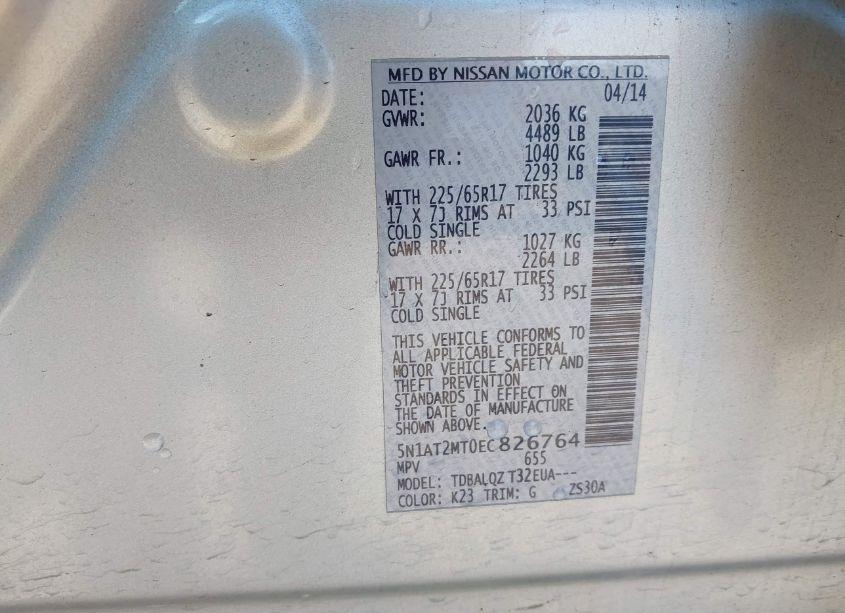 MFD BY NISSAN MOTOR CO., LTD.
DATE: 04/14
GVWR: 2036 KG
4489 LB
GAWR FR.: 1040 KG
2293 LB
WITH 225/65R17 TIRES
17 X 7J RIMS AT 33 PSI
COLD SINGLE
GAWR RR.: 1027 KG
2264 LB
WITH 225/65R17 TIRES
17 X 7J RIMS AT 33 PSI
COLD SINGLE
THIS VEHICLE CONFORMS TO
ALL APPLICABLE FEDERAL
MOTOR VEHICLE SAFETY AND
THEFT PREVENTION
STANDARDS IN EFFECT ON
THE DATE OF MANUFACTURE
SHOWN ABOVE.
5N1AT2MT0EC826764
MPV 655
MODEL: TDBALQZ T32EUA---
COLOR: K23 TRIM: G ZS30A